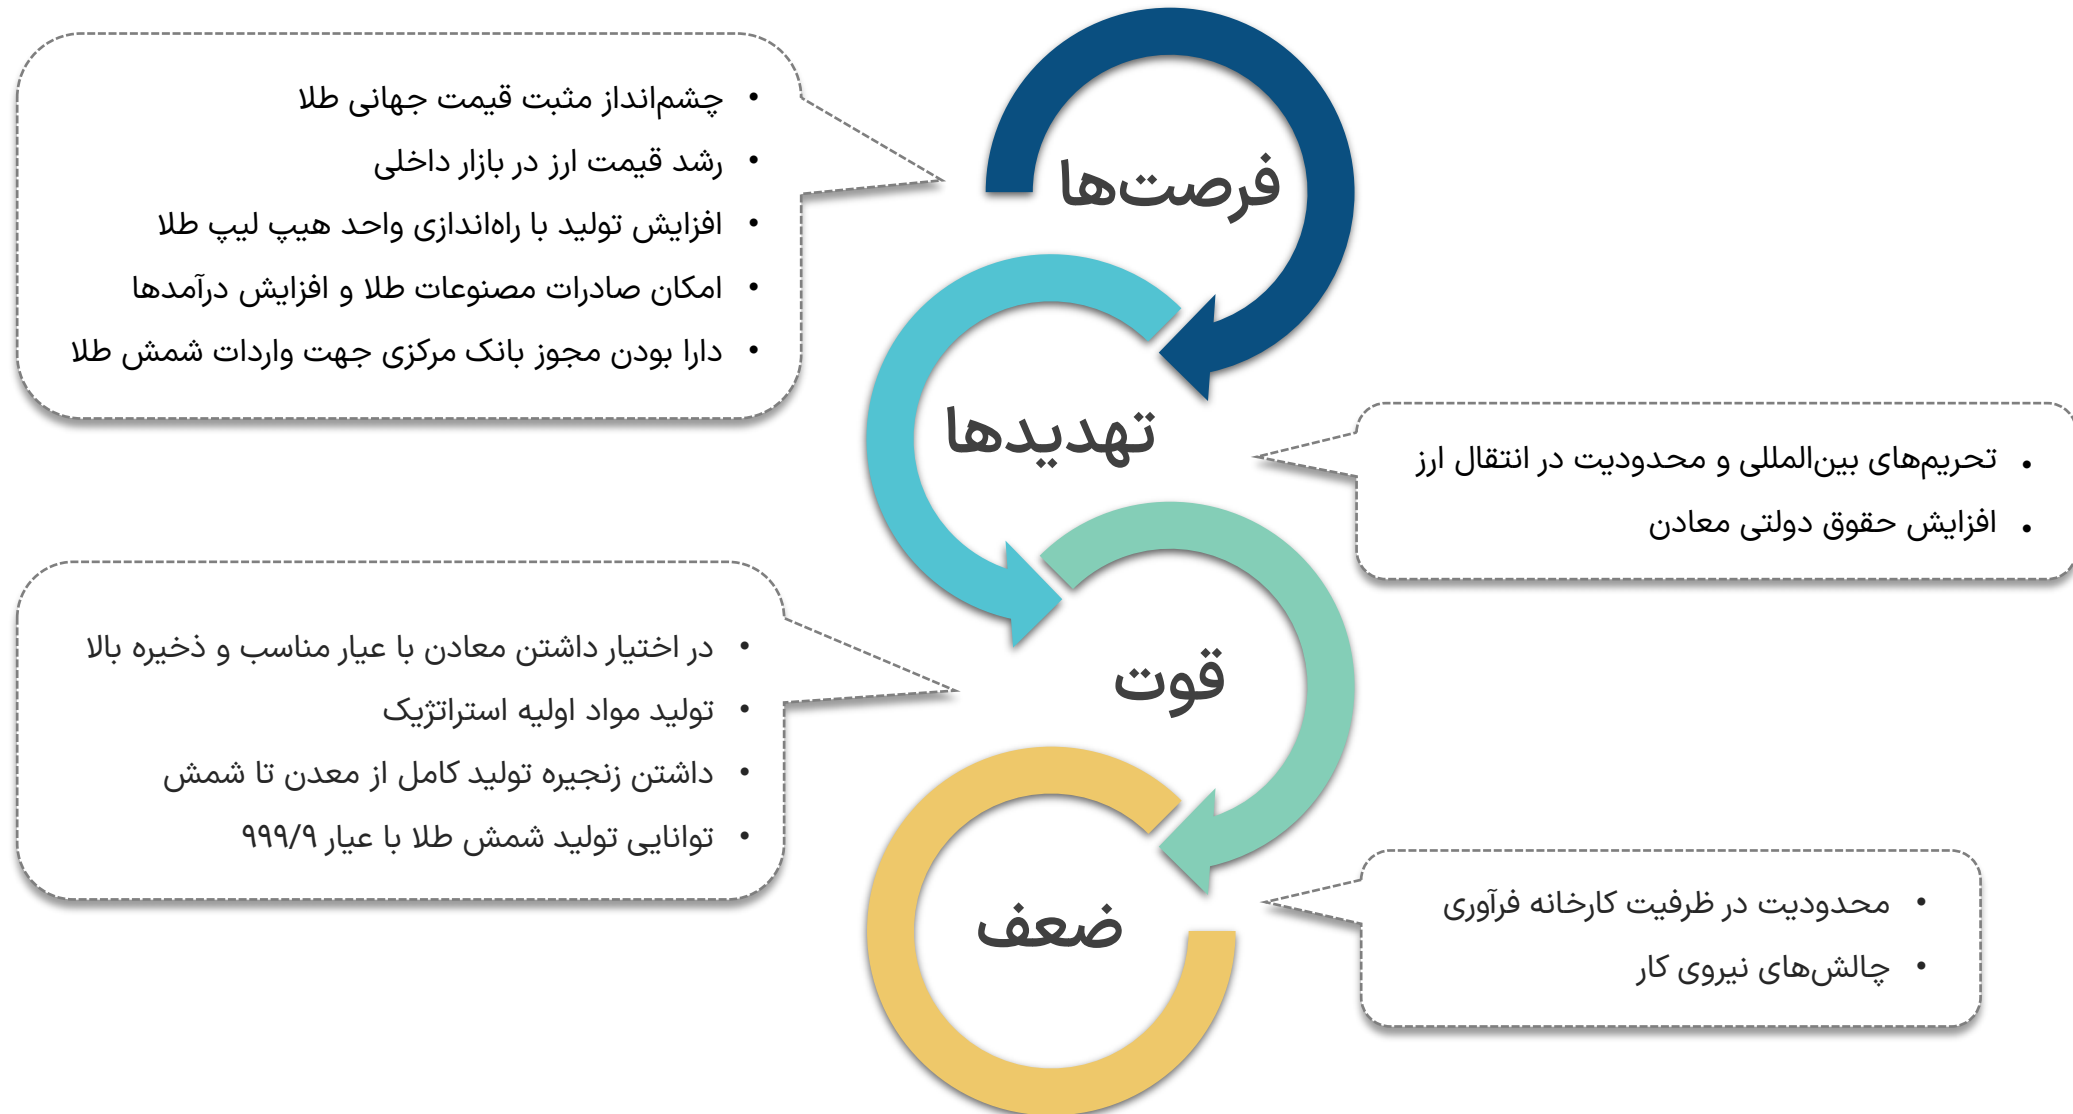 فرصت‌ها
• چشم‌انداز مثبت قیمت جهانی طلا
• رشد قیمت ارز در بازار داخلی
• افزایش تولید با راه‌اندازی واحد هیپ لیپ طلا
• امکان صادرات مصنوعات طلا و افزایش درآمدها
• دارا بودن مجوز بانک مرکزی جهت واردات شمش طلا
تهدیدها
• تحریم‌های بین‌المللی و محدودیت در انتقال ارز
• افزایش حقوق دولتی معادن
قوت
• در اختیار داشتن معادن با عیار مناسب و ذخیره بالا
• تولید مواد اولیه استراتژیک
• داشتن زنجیره تولید کامل از معدن تا شمش
• توانایی تولید شمش طلا با عیار ۹۹۹/۹
ضعف
• محدودیت در ظرفیت کارخانه فرآوری
• چالش‌های نیروی کار